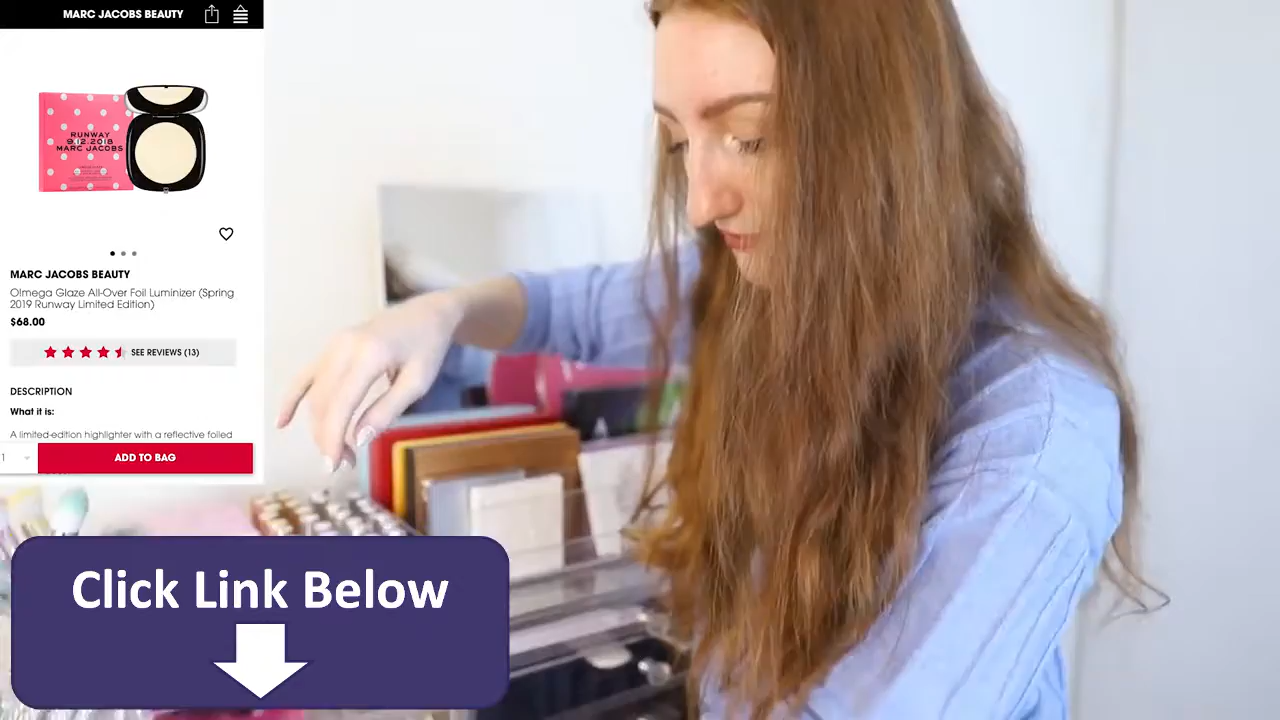 MARC JACOBS BEAUTY
RUNWAY
9.12.2018
MARC JACOBS
MARC JACOBS BEAUTY
O!mega Glaze All-Over Foil Luminizer (Spring
2019 Runway Limited Edition)
$68.00
SEE REVIEWS (13)
DESCRIPTION
What it is:
A limited-edition highlighter with a reflective foiled
1
ADD TO BAG
Click Link Below